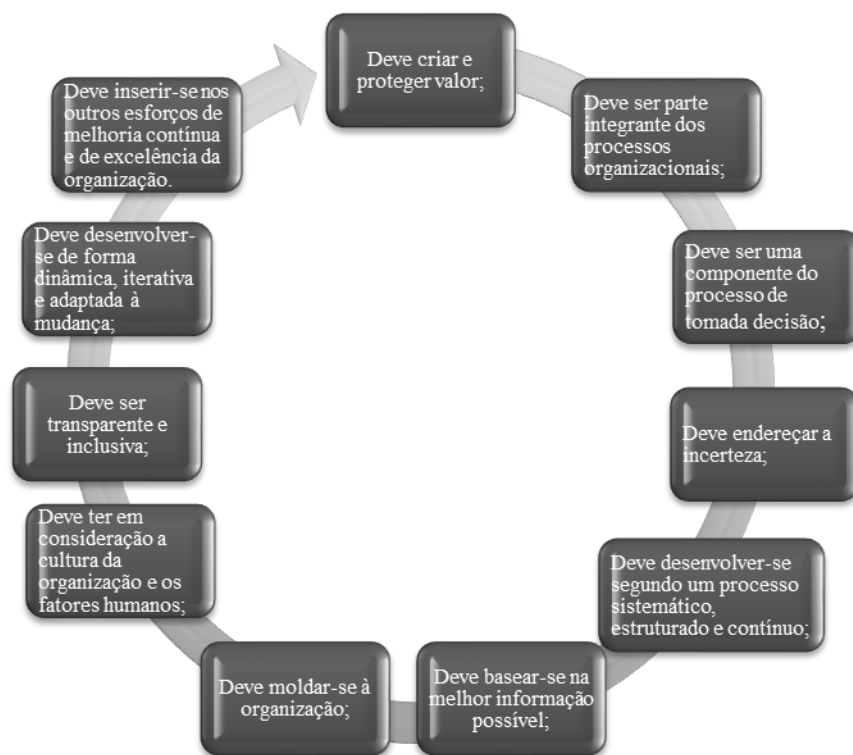 Deve criar e
proteger valor;
Deve ser parte
integrante dos
processos
organizacionais;
Deve ser uma
componente do
processo de
tomada decisão;
Deve endereçar a
incerteza;
Deve desenvolver-se
segundo um processo
sistemático,
estruturado e contínuo;
Deve basear-se na
melhor informação
possível;
Deve moldar-se à
organização;
Deve ter em
consideração a
cultura da
organização e os
fatores humanos;
Deve ser
transparente e
inclusiva;
Deve desenvolver-
se de forma
dinâmica, iterativa
e adaptada à
mudança;
Deve inserir-se nos
outros esforços de
melhoria contínua
e de excelência da
organização.